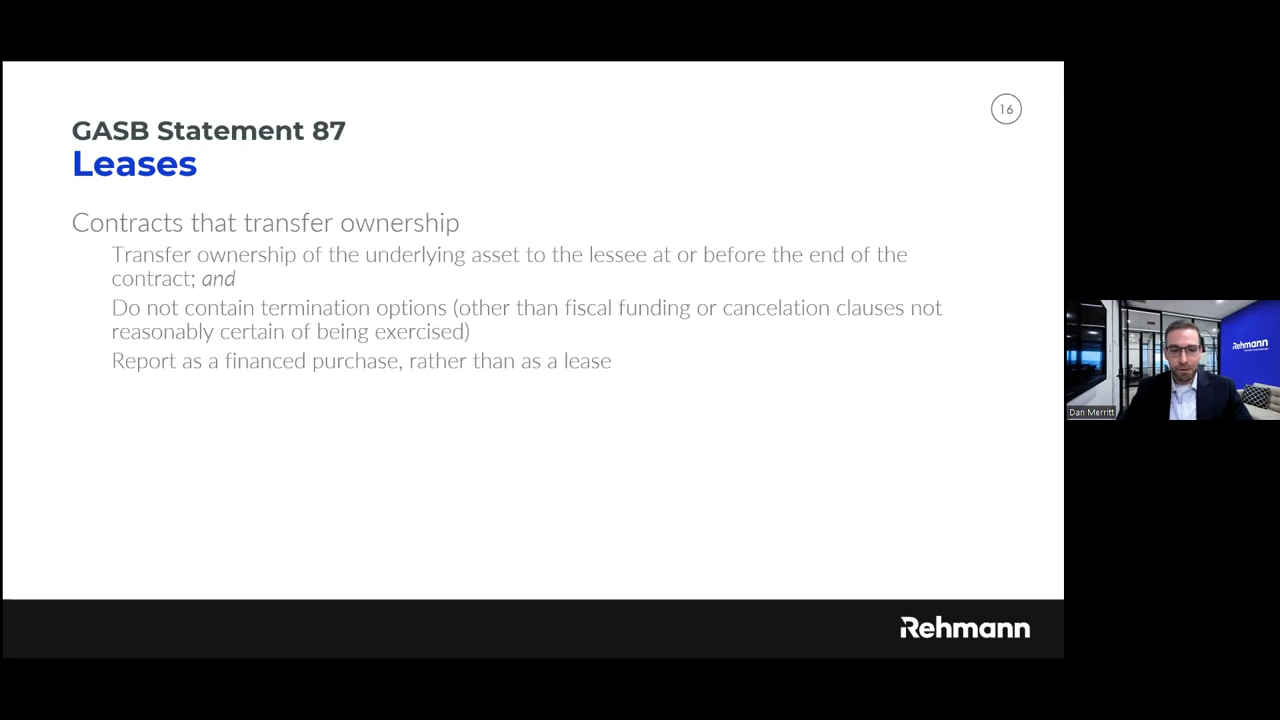 16
GASB Statement 87
Leases
Contracts that transfer ownership
Transfer ownership of the underlying asset to the lessee at or before the end of the
contract; and
Do not contain termination options (other than fiscal funding or cancelation clauses not
reasonably certain of being exercised)
Report as a financed purchase, rather than as a lease
Rehmann
Rehmann
Dan Merritt